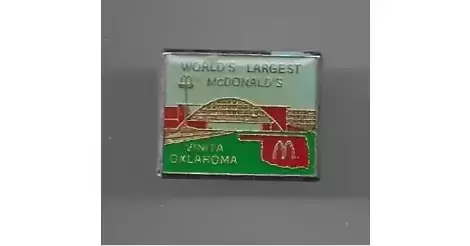 WORLD'S LARGEST
McDONALD'S
VINITA
OKLAHOMA
M